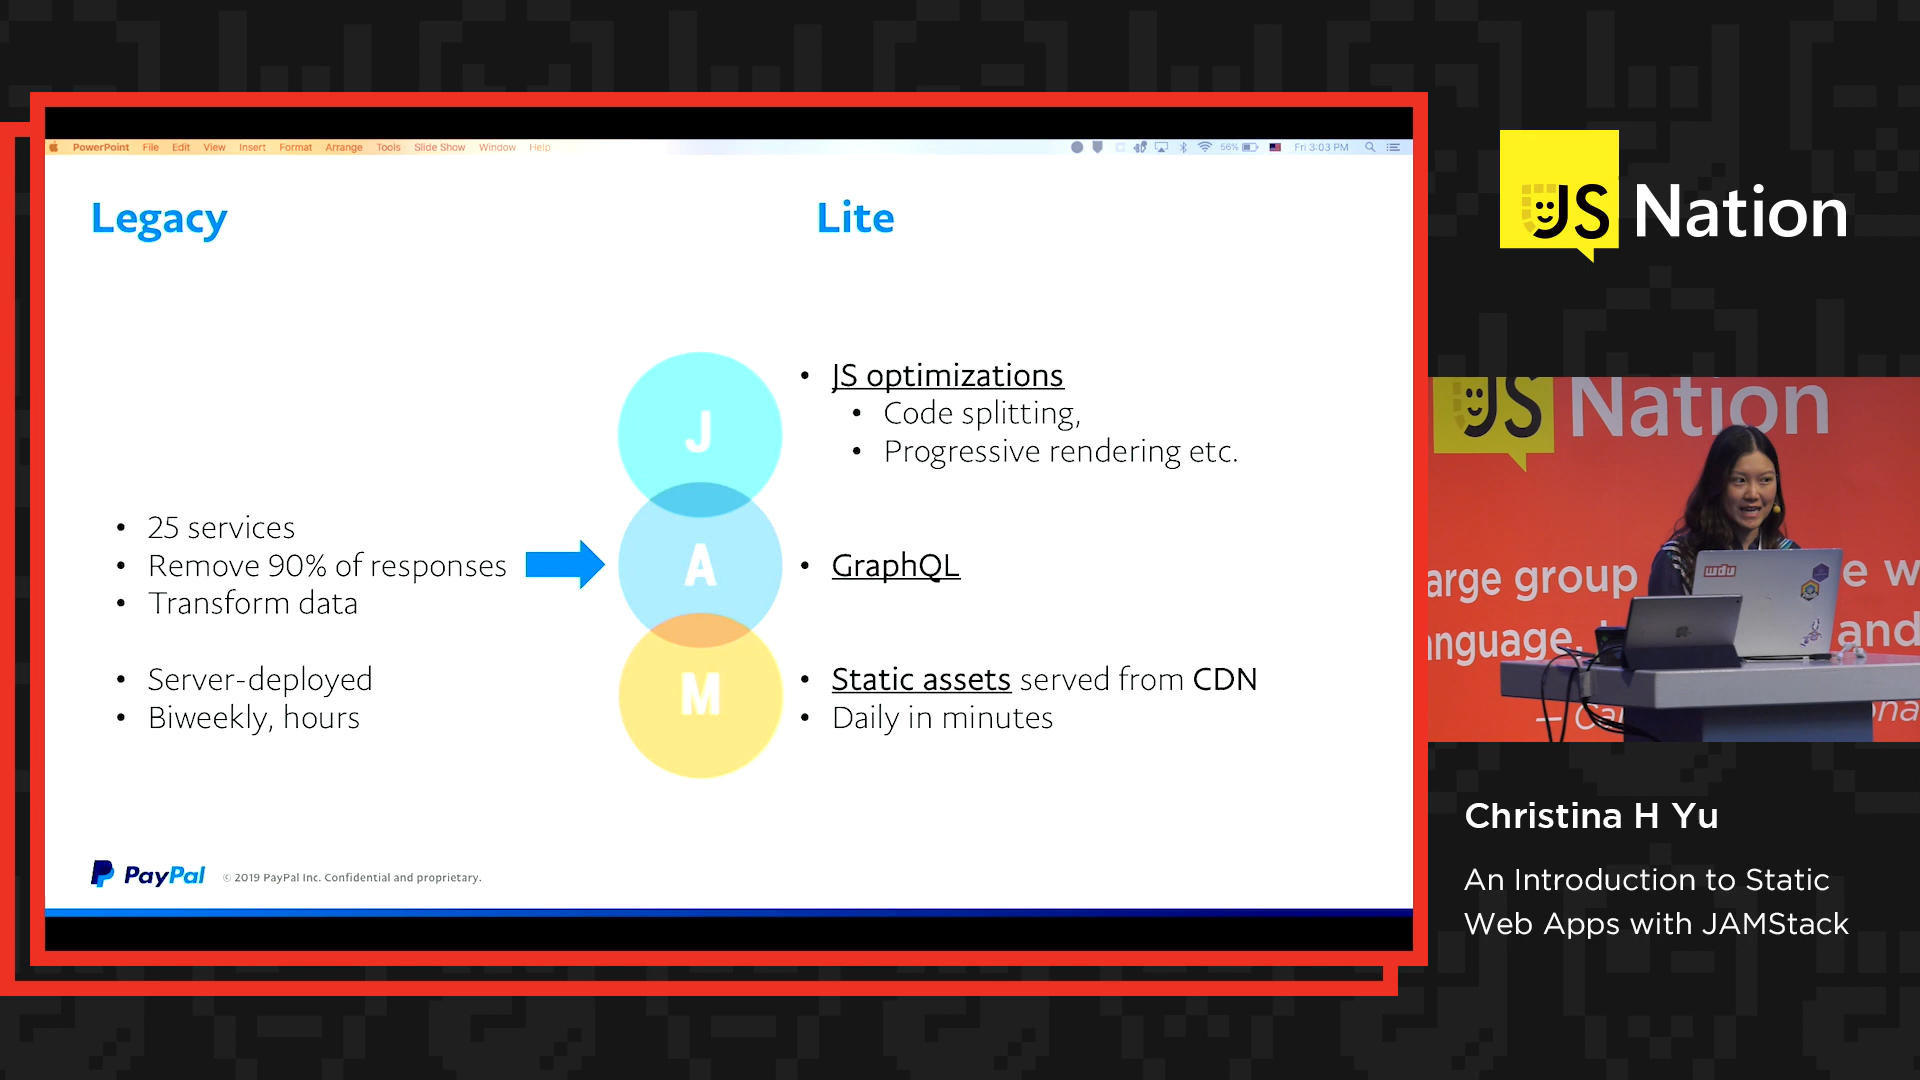 PowerPoint File Edit View Insert Format Arrange Tools Slide Show Window Help
56% Fri 3:03 PM
Legacy
Lite
J
A
M
JS optimizations
Code splitting,
Progressive rendering etc.
25 services
Remove 90% of responses
Transform data
GraphQL
Server-deployed
Biweekly, hours
Static assets served from CDN
Daily in minutes
PayPal © 2019 PayPal Inc. Confidential and proprietary.
JS Nation
JS Nation
arge group
e w
nguage.
and
wdu
Christina H Yu
An Introduction to Static
Web Apps with JAMStack